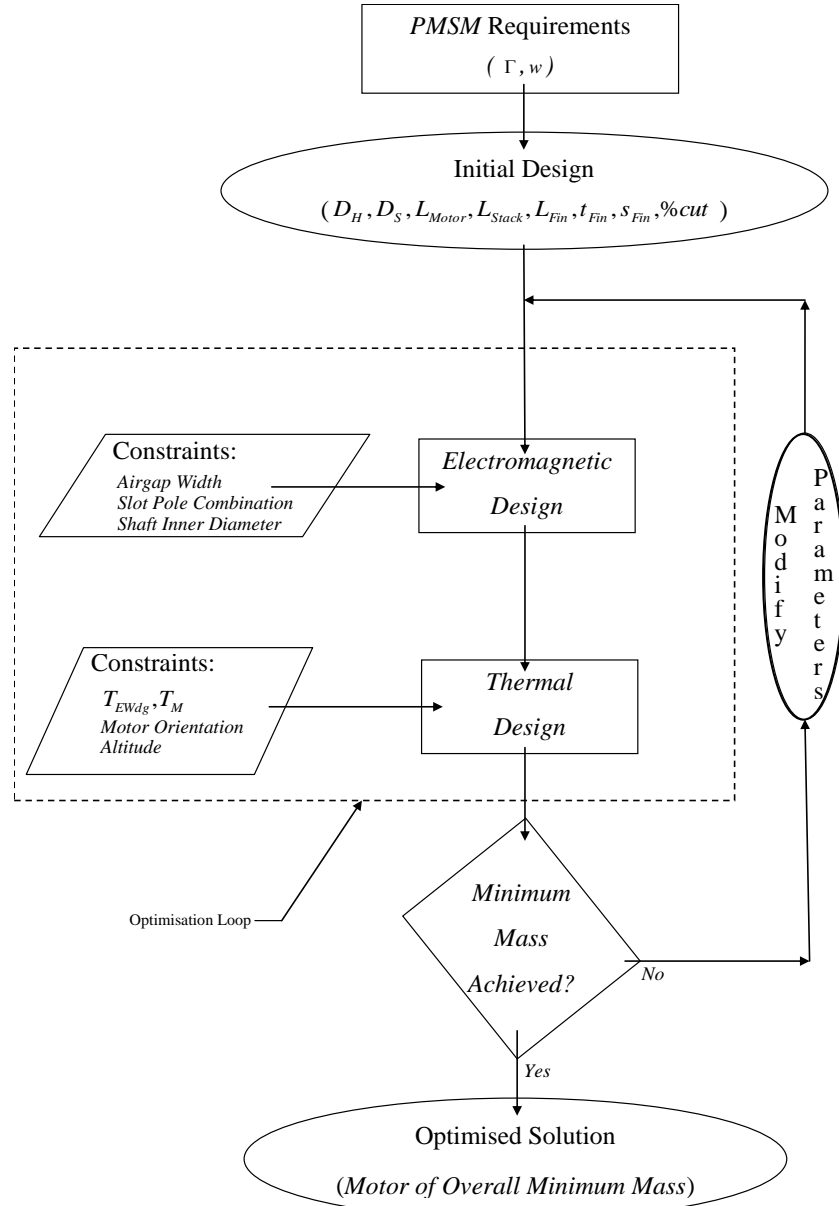 PMSM Requirements
( Γ, w )
Initial Design
( D_H, D_S, L_Motor, L_Stack, L_Fin, t_Fin, s_Fin, %cut )
Constraints:
Airgap Width
Slot Pole Combination
Shaft Inner Diameter
Electromagnetic
Design
Modify
Parameters
Constraints:
T_EWdg, T_M
Motor Orientation
Altitude
Thermal
Design
Optimisation Loop
Minimum
Mass
Achieved?
No
Yes
Optimised Solution
(Motor of Overall Minimum Mass)